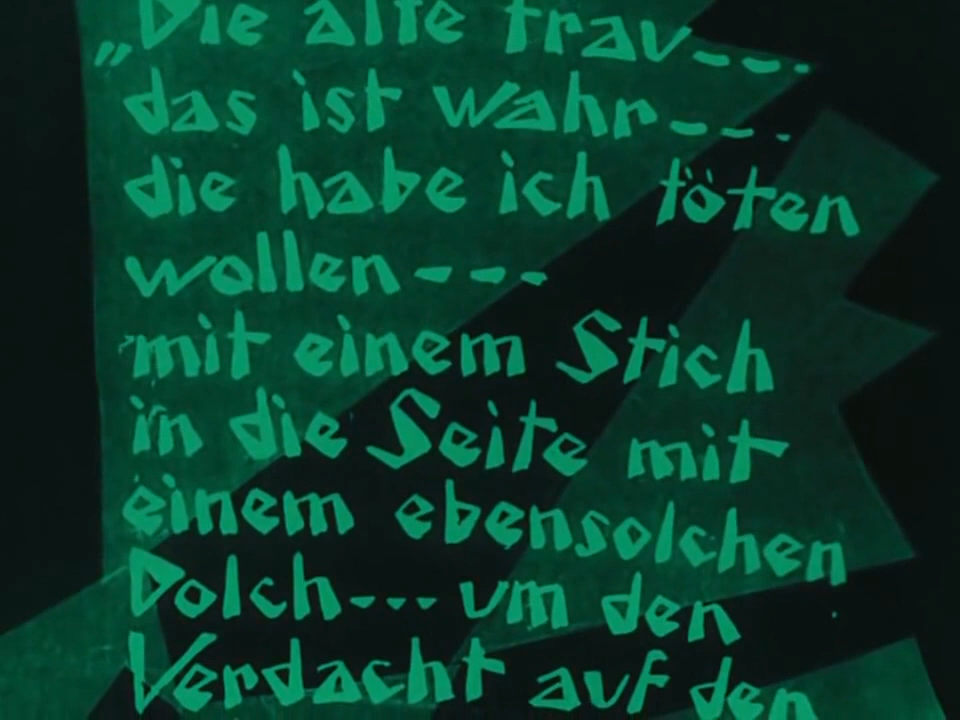 „Die alte Frau----
das ist wahr----
die habe ich töten
wollen---
mit einem Stich
in die Seite mit
einem ebensolchen
Dolch---um den
Verdacht auf den